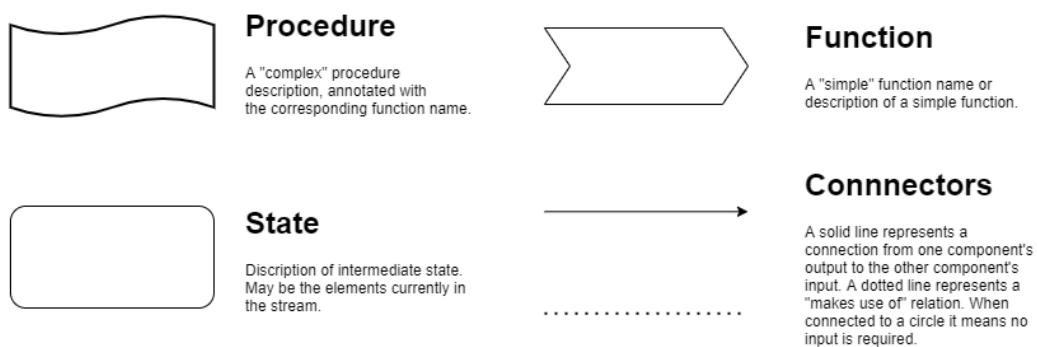 Procedure
A "complex" procedure
description, annotated with
the corresponding function name.
Function
A "simple" function name or
description of a simple function.
State
Discription of intermediate state.
May be the elements currently in
the stream.
Connnectors
A solid line represents a
connection from one component's
output to the other component's
input. A dotted line represents a
"makes use of" relation. When
connected to a circle it means no
input is required.